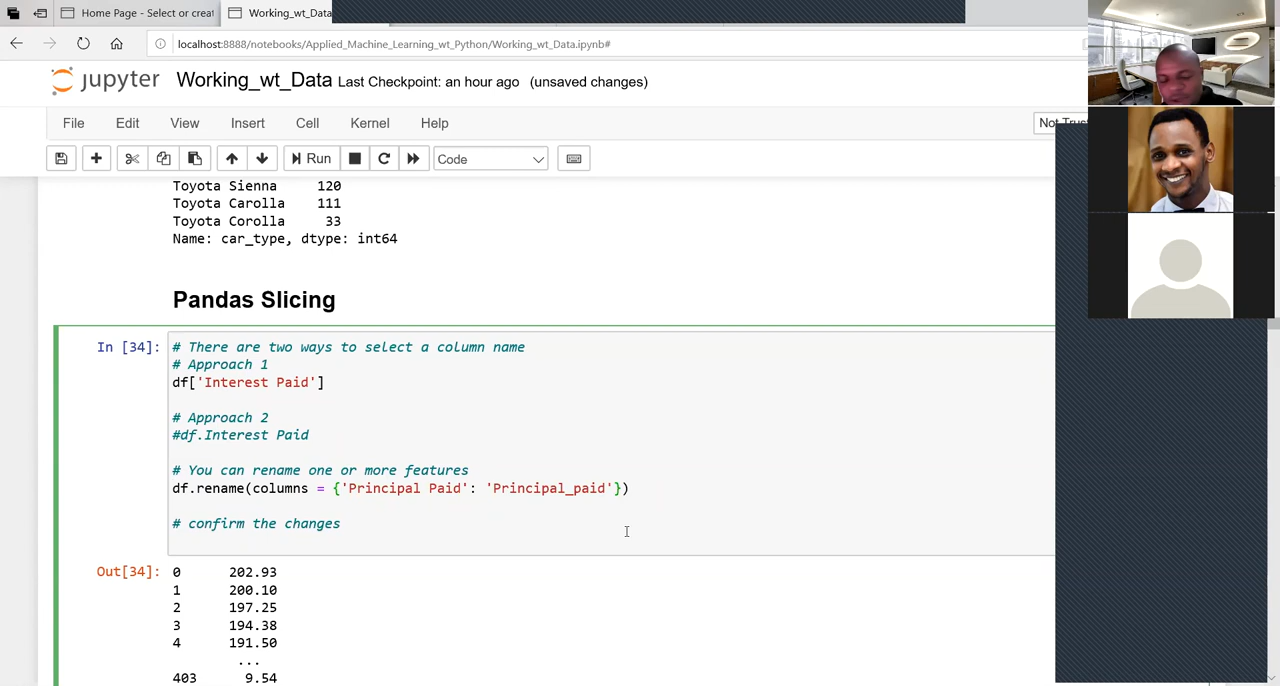 Home Page - Select or creat
Working_wt_Data
localhost:8888/notebooks/Applied_Machine_Learning_wt_Python/Working_wt_Data.ipynb#
jupyter Working_wt_Data Last Checkpoint: an hour ago (unsaved changes)
File Edit View Insert Cell Kernel Help
Not Trus
Run Code
Toyota Sienna 120
Toyota Carolla 111
Toyota Corolla 33
Name: car_type, dtype: int64
Pandas Slicing
In [34]: # There are two ways to select a column name
# Approach 1
df['Interest Paid']
# Approach 2
#df.Interest Paid
# You can rename one or more features
df.rename(columns = {'Principal Paid': 'Principal_paid'})
# confirm the changes
Out[34]: 0 202.93
1 200.10
2 197.25
3 194.38
4 191.50
...
403 9.54